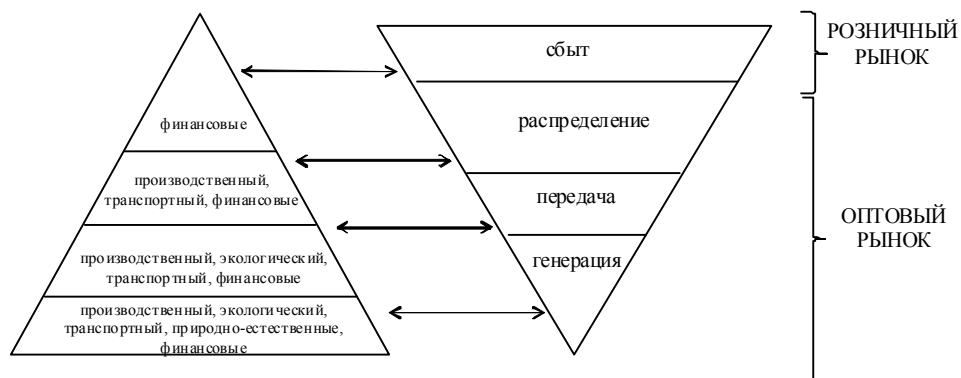 финансовые
производственный,
транспортный, финансовые
производственный, экологический,
транспортный, финансовые
производственный, экологический,
транспортный, природно-естественные,
финансовые
сбыт
распределение
передача
генерация
РОЗНИЧНЫЙ
РЫНОК
ОПТОВЫЙ
РЫНОК